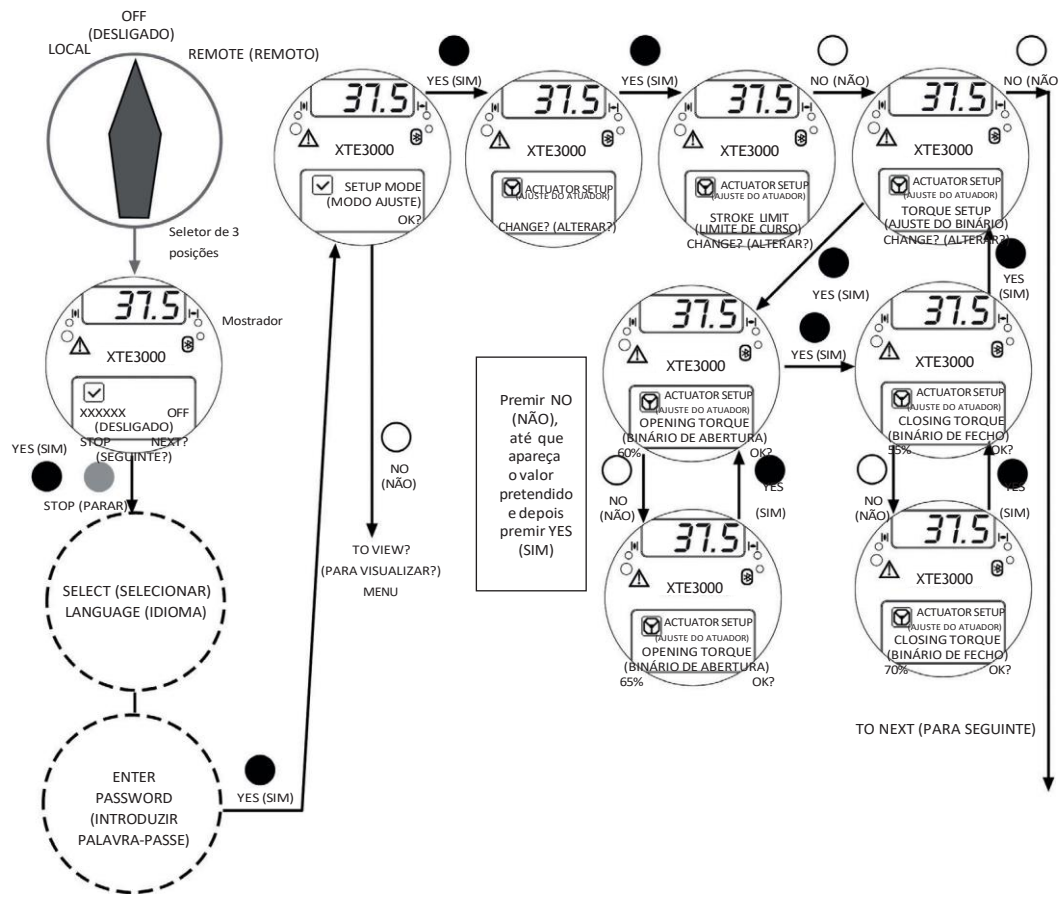 OFF
(DESLIGADO)
LOCAL
REMOTE (REMOTO)
Seletor de 3
posições
37.5
Mostrador
XTE3000
XXXXXX OFF
(DESLIGADO)
STOP NEXT?
(SEGUINTE?)
YES (SIM)
STOP (PARAR)
SELECT (SELECIONAR)
LANGUAGE (IDIOMA)
ENTER
PASSWORD
(INTRODUZIR
PALAVRA-PASSE)
YES (SIM)
37.5
XTE3000
SETUP MODE
(MODO AJUSTE)
OK?
NO
(NÃO)
TO VIEW?
(PARA VISUALIZAR?)
MENU
YES (SIM)
37.5
XTE3000
ACTUATOR SETUP
(AJUSTE DO ATUADOR)
CHANGE? (ALTERAR?)
YES (SIM)
37.5
XTE3000
ACTUATOR SETUP
(AJUSTE DO ATUADOR)
STROKE LIMIT
(LIMITE DE CURSO)
CHANGE? (ALTERAR?)
NO (NÃO)
37.5
XTE3000
ACTUATOR SETUP
(AJUSTE DO ATUADOR)
TORQUE SETUP
(AJUSTE DO BINÁRIO)
CHANGE? (ALTERAR?)
NO (NÃO)
YES (SIM)
Premir NO
(NÃO),
até que
apareça
o valor
pretendido
e depois
premir YES
(SIM)
37.5
XTE3000
ACTUATOR SETUP
(AJUSTE DO ATUADOR)
OPENING TORQUE
(BINÁRIO DE ABERTURA)
60% OK?
YES (SIM)
37.5
XTE3000
ACTUATOR SETUP
(AJUSTE DO ATUADOR)
CLOSING TORQUE
(BINÁRIO DE FECHO)
55% OK?
YES
(SIM)
NO
(NÃO)
YES
(SIM)
37.5
XTE3000
ACTUATOR SETUP
(AJUSTE DO ATUADOR)
OPENING TORQUE
(BINÁRIO DE ABERTURA)
65% OK?
NO
(NÃO)
YES
(SIM)
37.5
XTE3000
ACTUATOR SETUP
(AJUSTE DO ATUADOR)
CLOSING TORQUE
(BINÁRIO DE FECHO)
70% OK?
TO NEXT (PARA SEGUINTE)